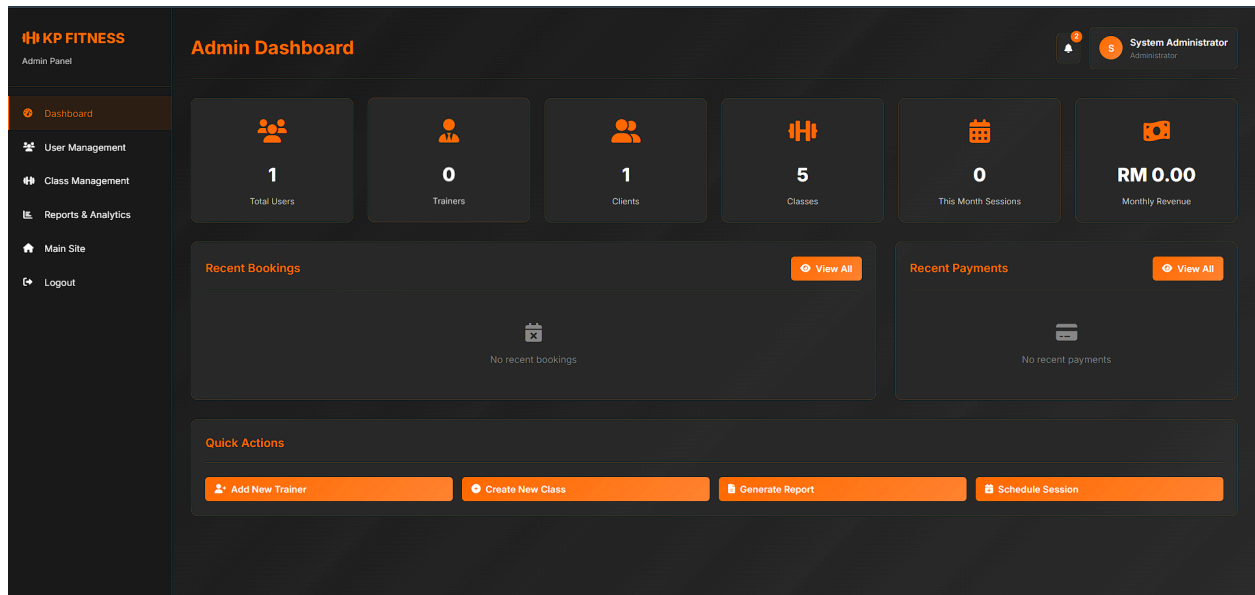 KP FITNESS
Admin Panel
Dashboard
User Management
Class Management
Reports & Analytics
Main Site
Logout
Admin Dashboard
2
S
System Administrator
Administrator
1
Total Users
0
Trainers
1
Clients
5
Classes
0
This Month Sessions
RM 0.00
Monthly Revenue
Recent Bookings
View All
No recent bookings
Recent Payments
View All
No recent payments
Quick Actions
Add New Trainer
Create New Class
Generate Report
Schedule Session